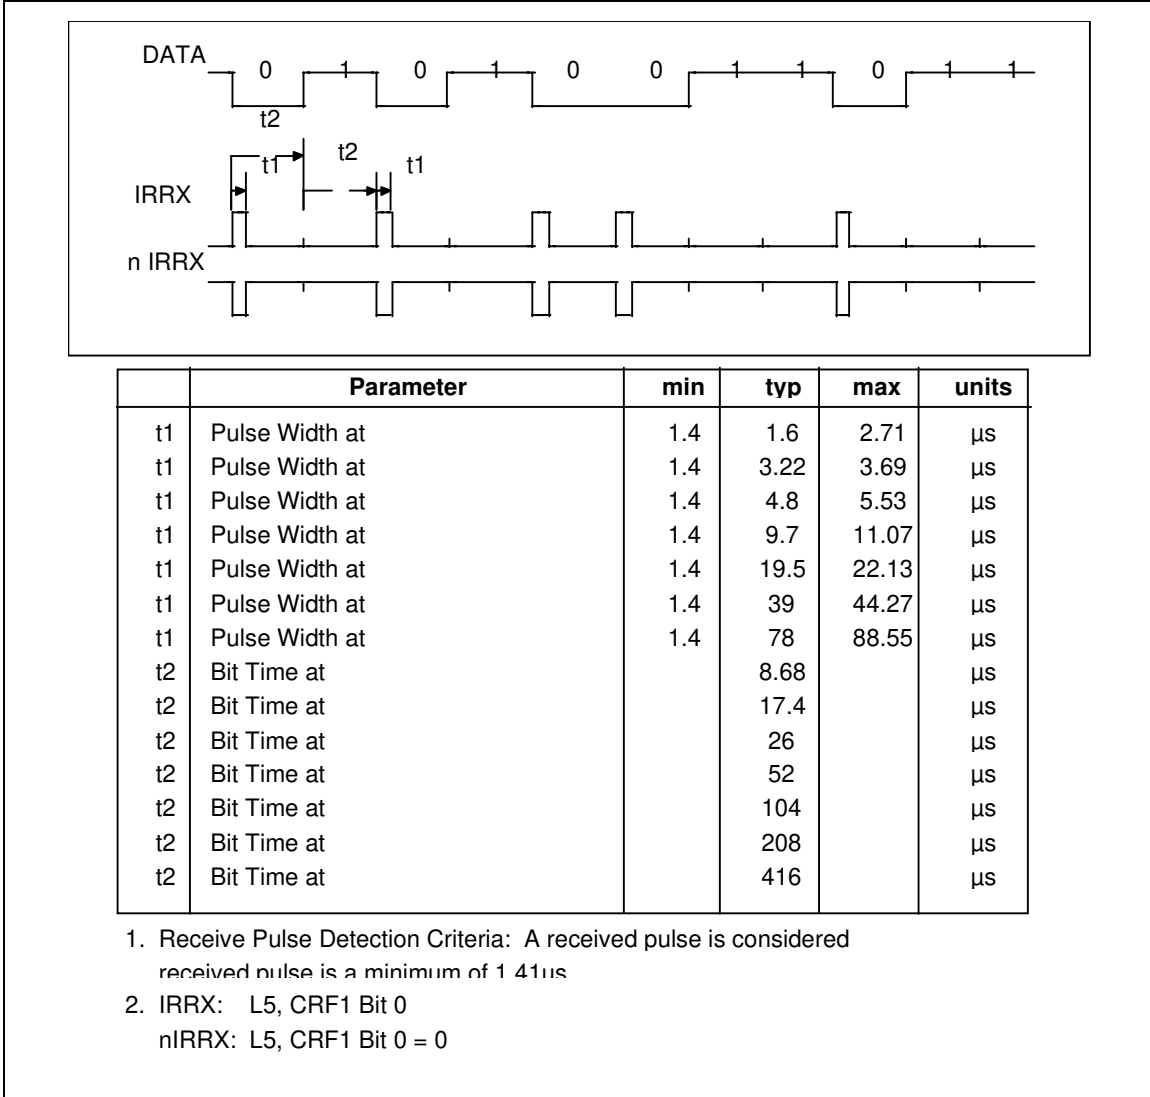 DATA 0 1 0 1 0 0 1 1 0 1 1
t2
t1 t2 t1
IRRX
n IRRX
Parameter min typ max units
t1 Pulse Width at 1.4 1.6 2.71 µs
t1 Pulse Width at 1.4 3.22 3.69 µs
t1 Pulse Width at 1.4 4.8 5.53 µs
t1 Pulse Width at 1.4 9.7 11.07 µs
t1 Pulse Width at 1.4 19.5 22.13 µs
t1 Pulse Width at 1.4 39 44.27 µs
t1 Pulse Width at 1.4 78 88.55 µs
t2 Bit Time at 8.68 µs
t2 Bit Time at 17.4 µs
t2 Bit Time at 26 µs
t2 Bit Time at 52 µs
t2 Bit Time at 104 µs
t2 Bit Time at 208 µs
t2 Bit Time at 416 µs
1. Receive Pulse Detection Criteria: A received pulse is considered
received pulse is a minimum of 1.41µs
2. IRRX: L5, CRF1 Bit 0
nIRRX: L5, CRF1 Bit 0 = 0